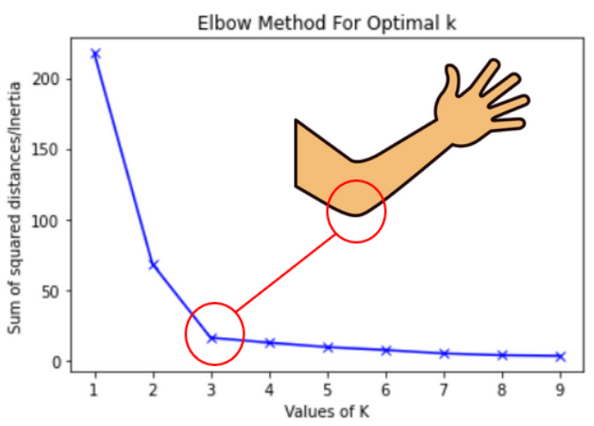 Elbow Method For Optimal k
Sum of squared distances/Inertia
200
150
100
50
0
1 2 3 4 5 6 7 8 9
Values of K